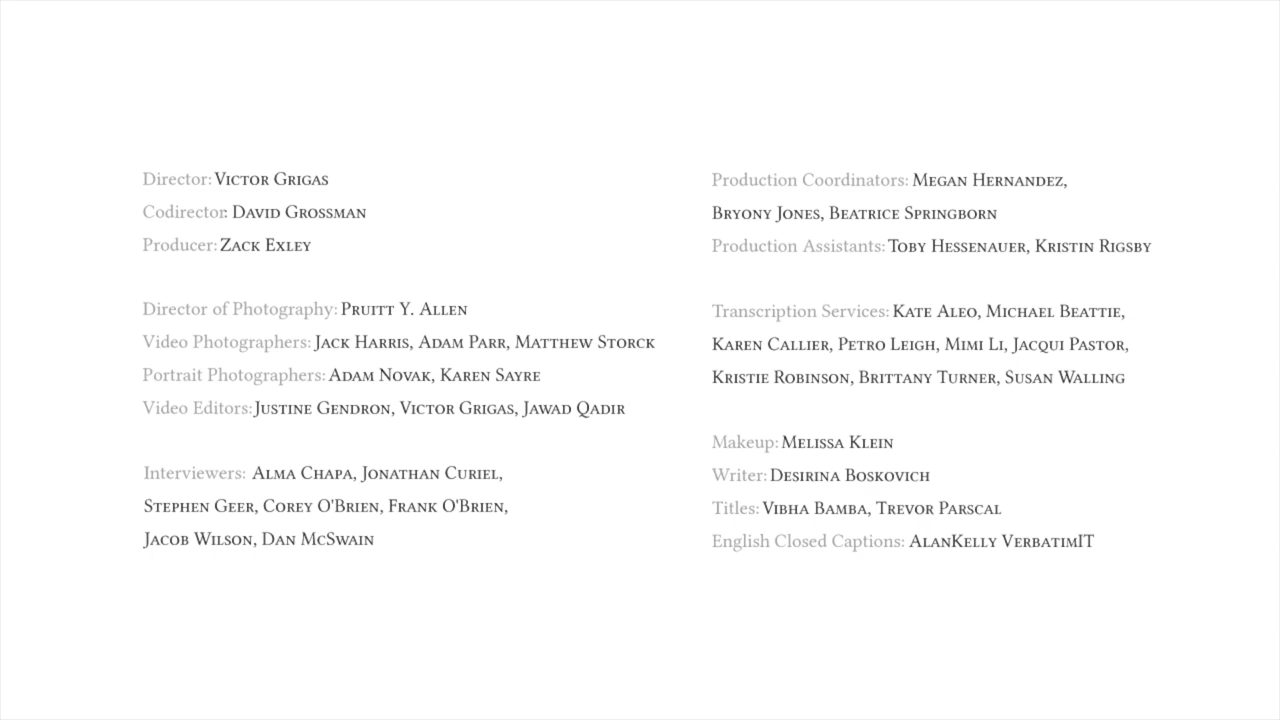 Director: Victor Grigas
Codirector: David Grossman
Producer: Zack Exley
Director of Photography: Pruitt Y. Allen
Video Photographers: Jack Harris, Adam Parr, Matthew Storck
Portrait Photographers: Adam Novak, Karen Sayre
Video Editors: Justine Gendron, Victor Grigas, Jawad Qadir
Interviewers: Alma Chapa, Jonathan Curiel,
Stephen Geer, Corey O'Brien, Frank O'Brien,
Jacob Wilson, Dan McSwain
Production Coordinators: Megan Hernandez,
Bryony Jones, Beatrice Springborn
Production Assistants: Toby Hessenauer, Kristin Rigsby
Transcription Services: Kate Aleo, Michael Beattie,
Karen Callier, Petro Leigh, Mimi Li, Jacqui Pastor,
Kristie Robinson, Brittany Turner, Susan Walling
Makeup: Melissa Klein
Writer: Desirina Boskovich
Titles: Vibha Bamba, Trevor Parscal
English Closed Captions: AlanKelly VerbatimIT